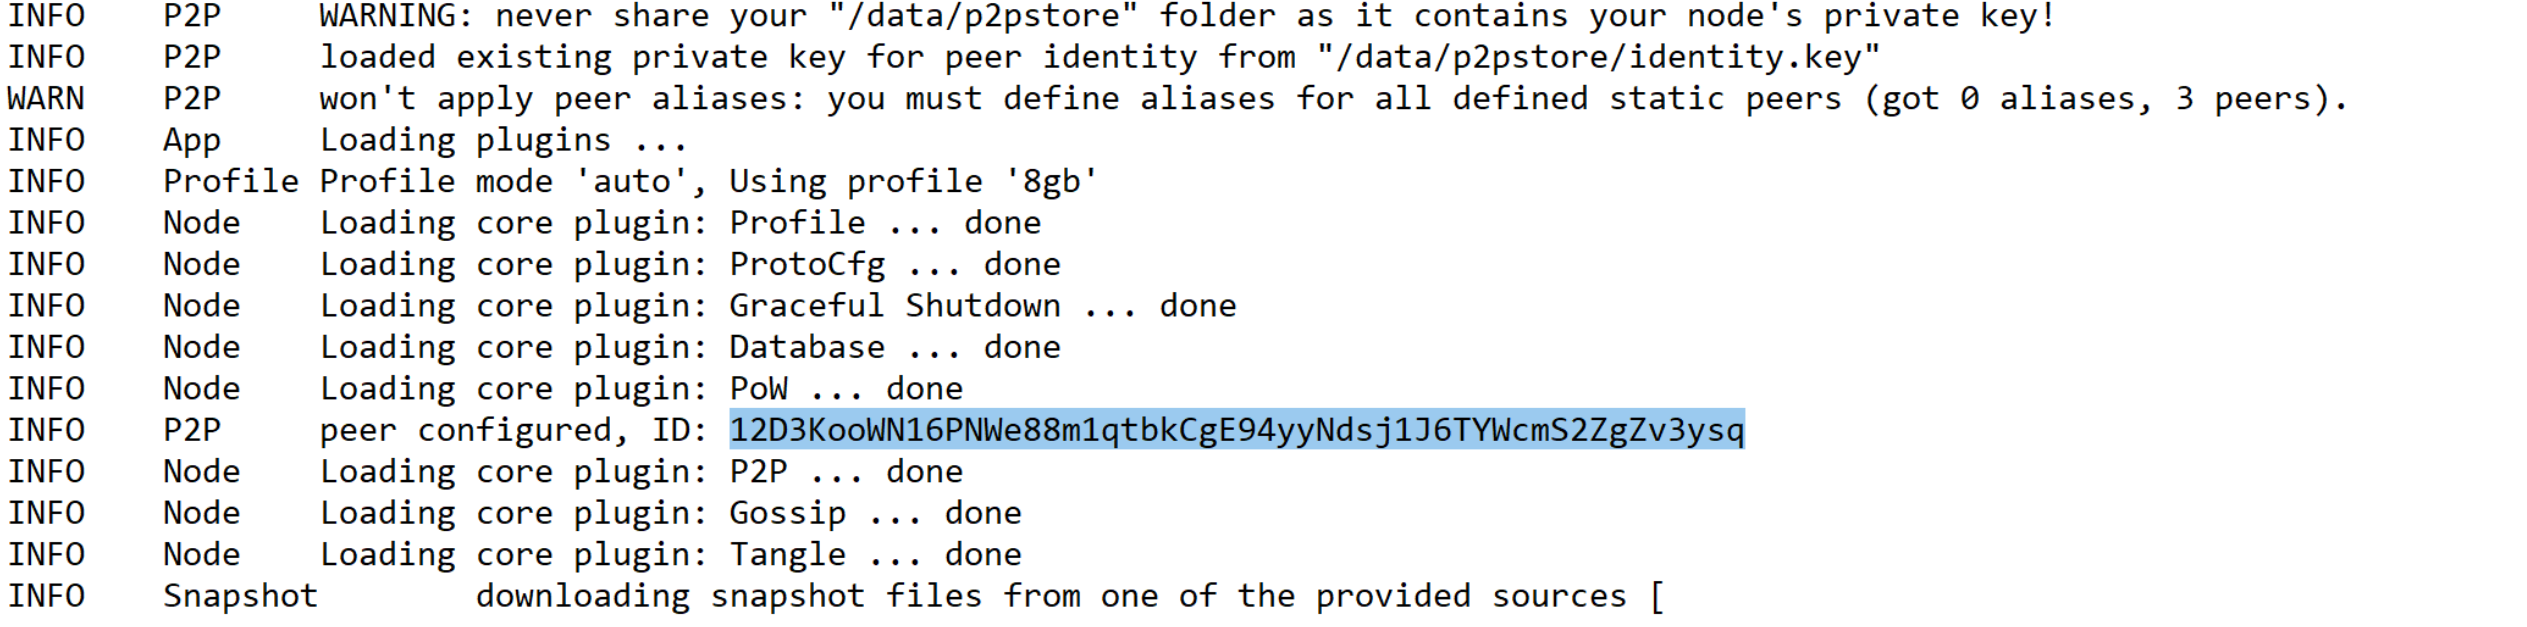 INFO P2P WARNING: never share your "/data/p2pstore" folder as it contains your node's private key!
INFO P2P loaded existing private key for peer identity from "/data/p2pstore/identity.key"
WARN P2P won't apply peer aliases: you must define aliases for all defined static peers (got 0 aliases, 3 peers).
INFO App Loading plugins ...
INFO Profile Profile mode 'auto', Using profile '8gb'
INFO Node Loading core plugin: Profile ... done
INFO Node Loading core plugin: ProtoCfg ... done
INFO Node Loading core plugin: Graceful Shutdown ... done
INFO Node Loading core plugin: Database ... done
INFO Node Loading core plugin: PoW ... done
INFO P2P peer configured, ID: 12D3KooWN16PNWe88m1qtbkCgE94yyNdsj1J6TYWcmS2ZgZv3ysq
INFO Node Loading core plugin: P2P ... done
INFO Node Loading core plugin: Gossip ... done
INFO Node Loading core plugin: Tangle ... done
INFO Snapshot downloading snapshot files from one of the provided sources [